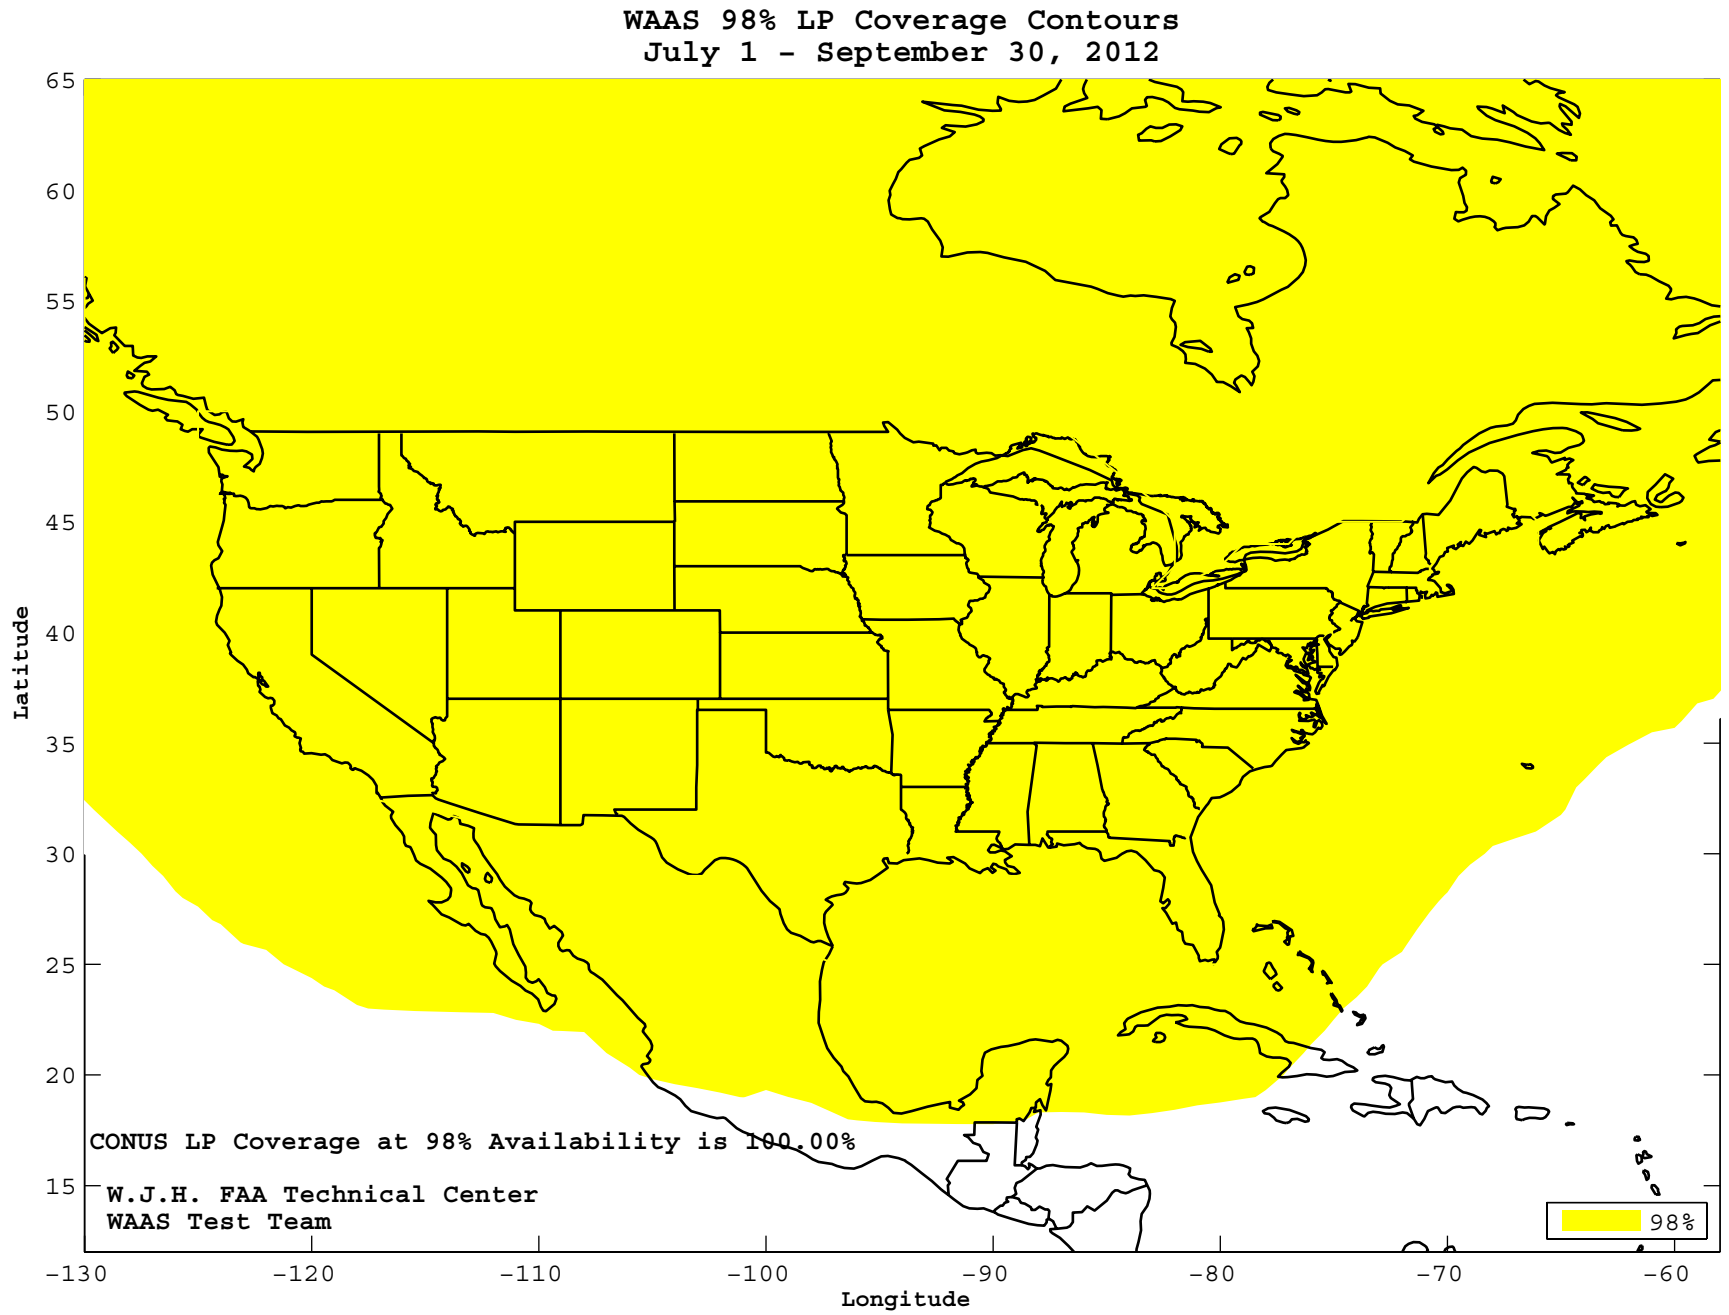 WAAS 98% LP Coverage Contours
July 1 - September 30, 2012
65
60
55
50
45
40
35
30
25
20
15
Latitude
CONUS LP Coverage at 98% Availability is 100.00%
W.J.H. FAA Technical Center
WAAS Test Team
98%
-130 -120 -110 -100 -90 -80 -70 -60
Longitude